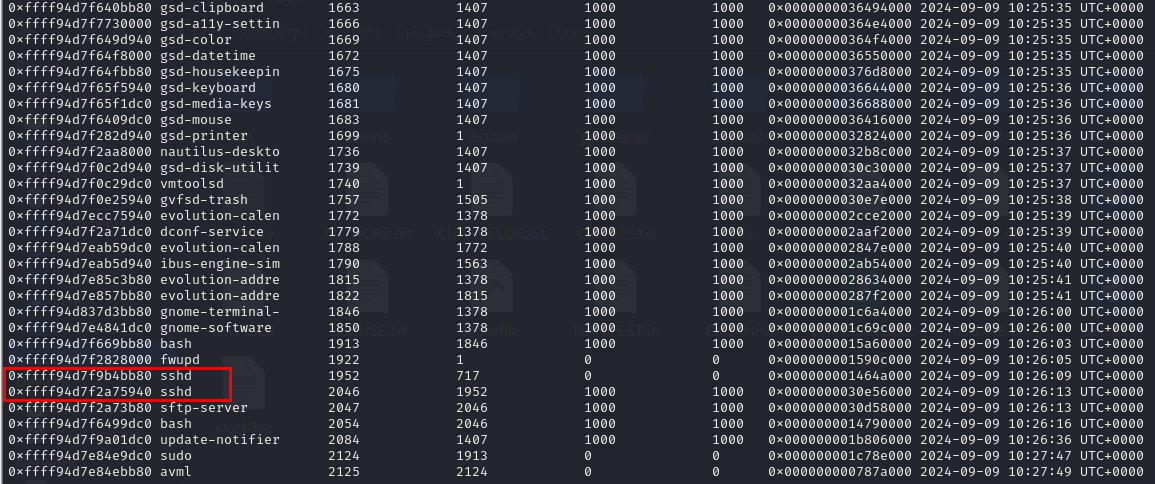 0×ffff94d7f640bb80 gsd-clipboard 1663 1407 1000 1000 0×0000000036494000 2024-09-09 10:25:35 UTC+0000
0×ffff94d7f7730000 gsd-a11y-settin 1666 1407 1000 1000 0×00000000364e4000 2024-09-09 10:25:35 UTC+0000
0×ffff94d7f649d940 gsd-color 1669 1407 1000 1000 0×00000000364f4000 2024-09-09 10:25:35 UTC+0000
0×ffff94d7f64f8000 gsd-datetime 1672 1407 1000 1000 0×0000000036550000 2024-09-09 10:25:35 UTC+0000
0×ffff94d7f64fbb80 gsd-housekeepin 1675 1407 1000 1000 0×00000000376d8000 2024-09-09 10:25:35 UTC+0000
0×ffff94d7f65f5940 gsd-keyboard 1680 1407 1000 1000 0×0000000036644000 2024-09-09 10:25:36 UTC+0000
0×ffff94d7f65f1dc0 gsd-media-keys 1681 1407 1000 1000 0×0000000036688000 2024-09-09 10:25:36 UTC+0000
0×ffff94d7f6409dc0 gsd-mouse 1683 1407 1000 1000 0×0000000036416000 2024-09-09 10:25:36 UTC+0000
0×ffff94d7f282d940 gsd-printer 1699 1 1000 1000 0×0000000032824000 2024-09-09 10:25:36 UTC+0000
0×ffff94d7f2aa8000 nautilus-deskto 1736 1407 1000 1000 0×0000000032b8c000 2024-09-09 10:25:37 UTC+0000
0×ffff94d7f0c2d940 gsd-disk-utilit 1739 1407 1000 1000 0×0000000030c30000 2024-09-09 10:25:37 UTC+0000
0×ffff94d7f0c29dc0 vmtoolsd 1740 1 1000 1000 0×0000000032aa4000 2024-09-09 10:25:37 UTC+0000
0×ffff94d7f0e25940 gvfsd-trash 1757 1505 1000 1000 0×0000000030e7e000 2024-09-09 10:25:38 UTC+0000
0×ffff94d7ecc75940 evolution-calen 1772 1378 1000 1000 0×000000002cce2000 2024-09-09 10:25:39 UTC+0000
0×ffff94d7f2a71dc0 dconf-service 1779 1378 1000 1000 0×000000002aaf2000 2024-09-09 10:25:39 UTC+0000
0×ffff94d7eab59dc0 evolution-calen 1788 1772 1000 1000 0×000000002847e000 2024-09-09 10:25:40 UTC+0000
0×ffff94d7eab5d940 ibus-engine-sim 1790 1563 1000 1000 0×000000002ab54000 2024-09-09 10:25:40 UTC+0000
0×ffff94d7e85c3b80 evolution-addre 1815 1378 1000 1000 0×0000000028634000 2024-09-09 10:25:41 UTC+0000
0×ffff94d7e857bb80 evolution-addre 1822 1815 1000 1000 0×00000000287f2000 2024-09-09 10:25:41 UTC+0000
0×ffff94d837d3bb80 gnome-terminal- 1846 1378 1000 1000 0×000000001c6a4000 2024-09-09 10:26:00 UTC+0000
0×ffff94d7e4841dc0 gnome-software 1850 1378 1000 1000 0×000000001c69c000 2024-09-09 10:26:00 UTC+0000
0×ffff94d7f669bb80 bash 1913 1846 1000 1000 0×0000000015a60000 2024-09-09 10:26:03 UTC+0000
0×ffff94d7f2828000 fwupd 1922 1 0 0 0×000000001590c000 2024-09-09 10:26:05 UTC+0000
0×ffff94d7f9b4bb80 sshd 1952 717 0 0 0×000000001464a000 2024-09-09 10:26:09 UTC+0000
0×ffff94d7f2a75940 sshd 2046 1952 1000 1000 0×0000000030e56000 2024-09-09 10:26:13 UTC+0000
0×ffff94d7f2a73b80 sftp-server 2047 2046 1000 1000 0×0000000030d58000 2024-09-09 10:26:13 UTC+0000
0×ffff94d7f6499dc0 bash 2054 2046 1000 1000 0×0000000014790000 2024-09-09 10:26:16 UTC+0000
0×ffff94d7f9a01dc0 update-notifier 2084 1407 1000 1000 0×000000001b806000 2024-09-09 10:26:36 UTC+0000
0×ffff94d7e84e9dc0 sudo 2124 1913 0 0 0×000000001c78e000 2024-09-09 10:27:47 UTC+0000
0×ffff94d7e84ebb80 avml 2125 2124 0 0 0×000000000787a000 2024-09-09 10:27:49 UTC+0000